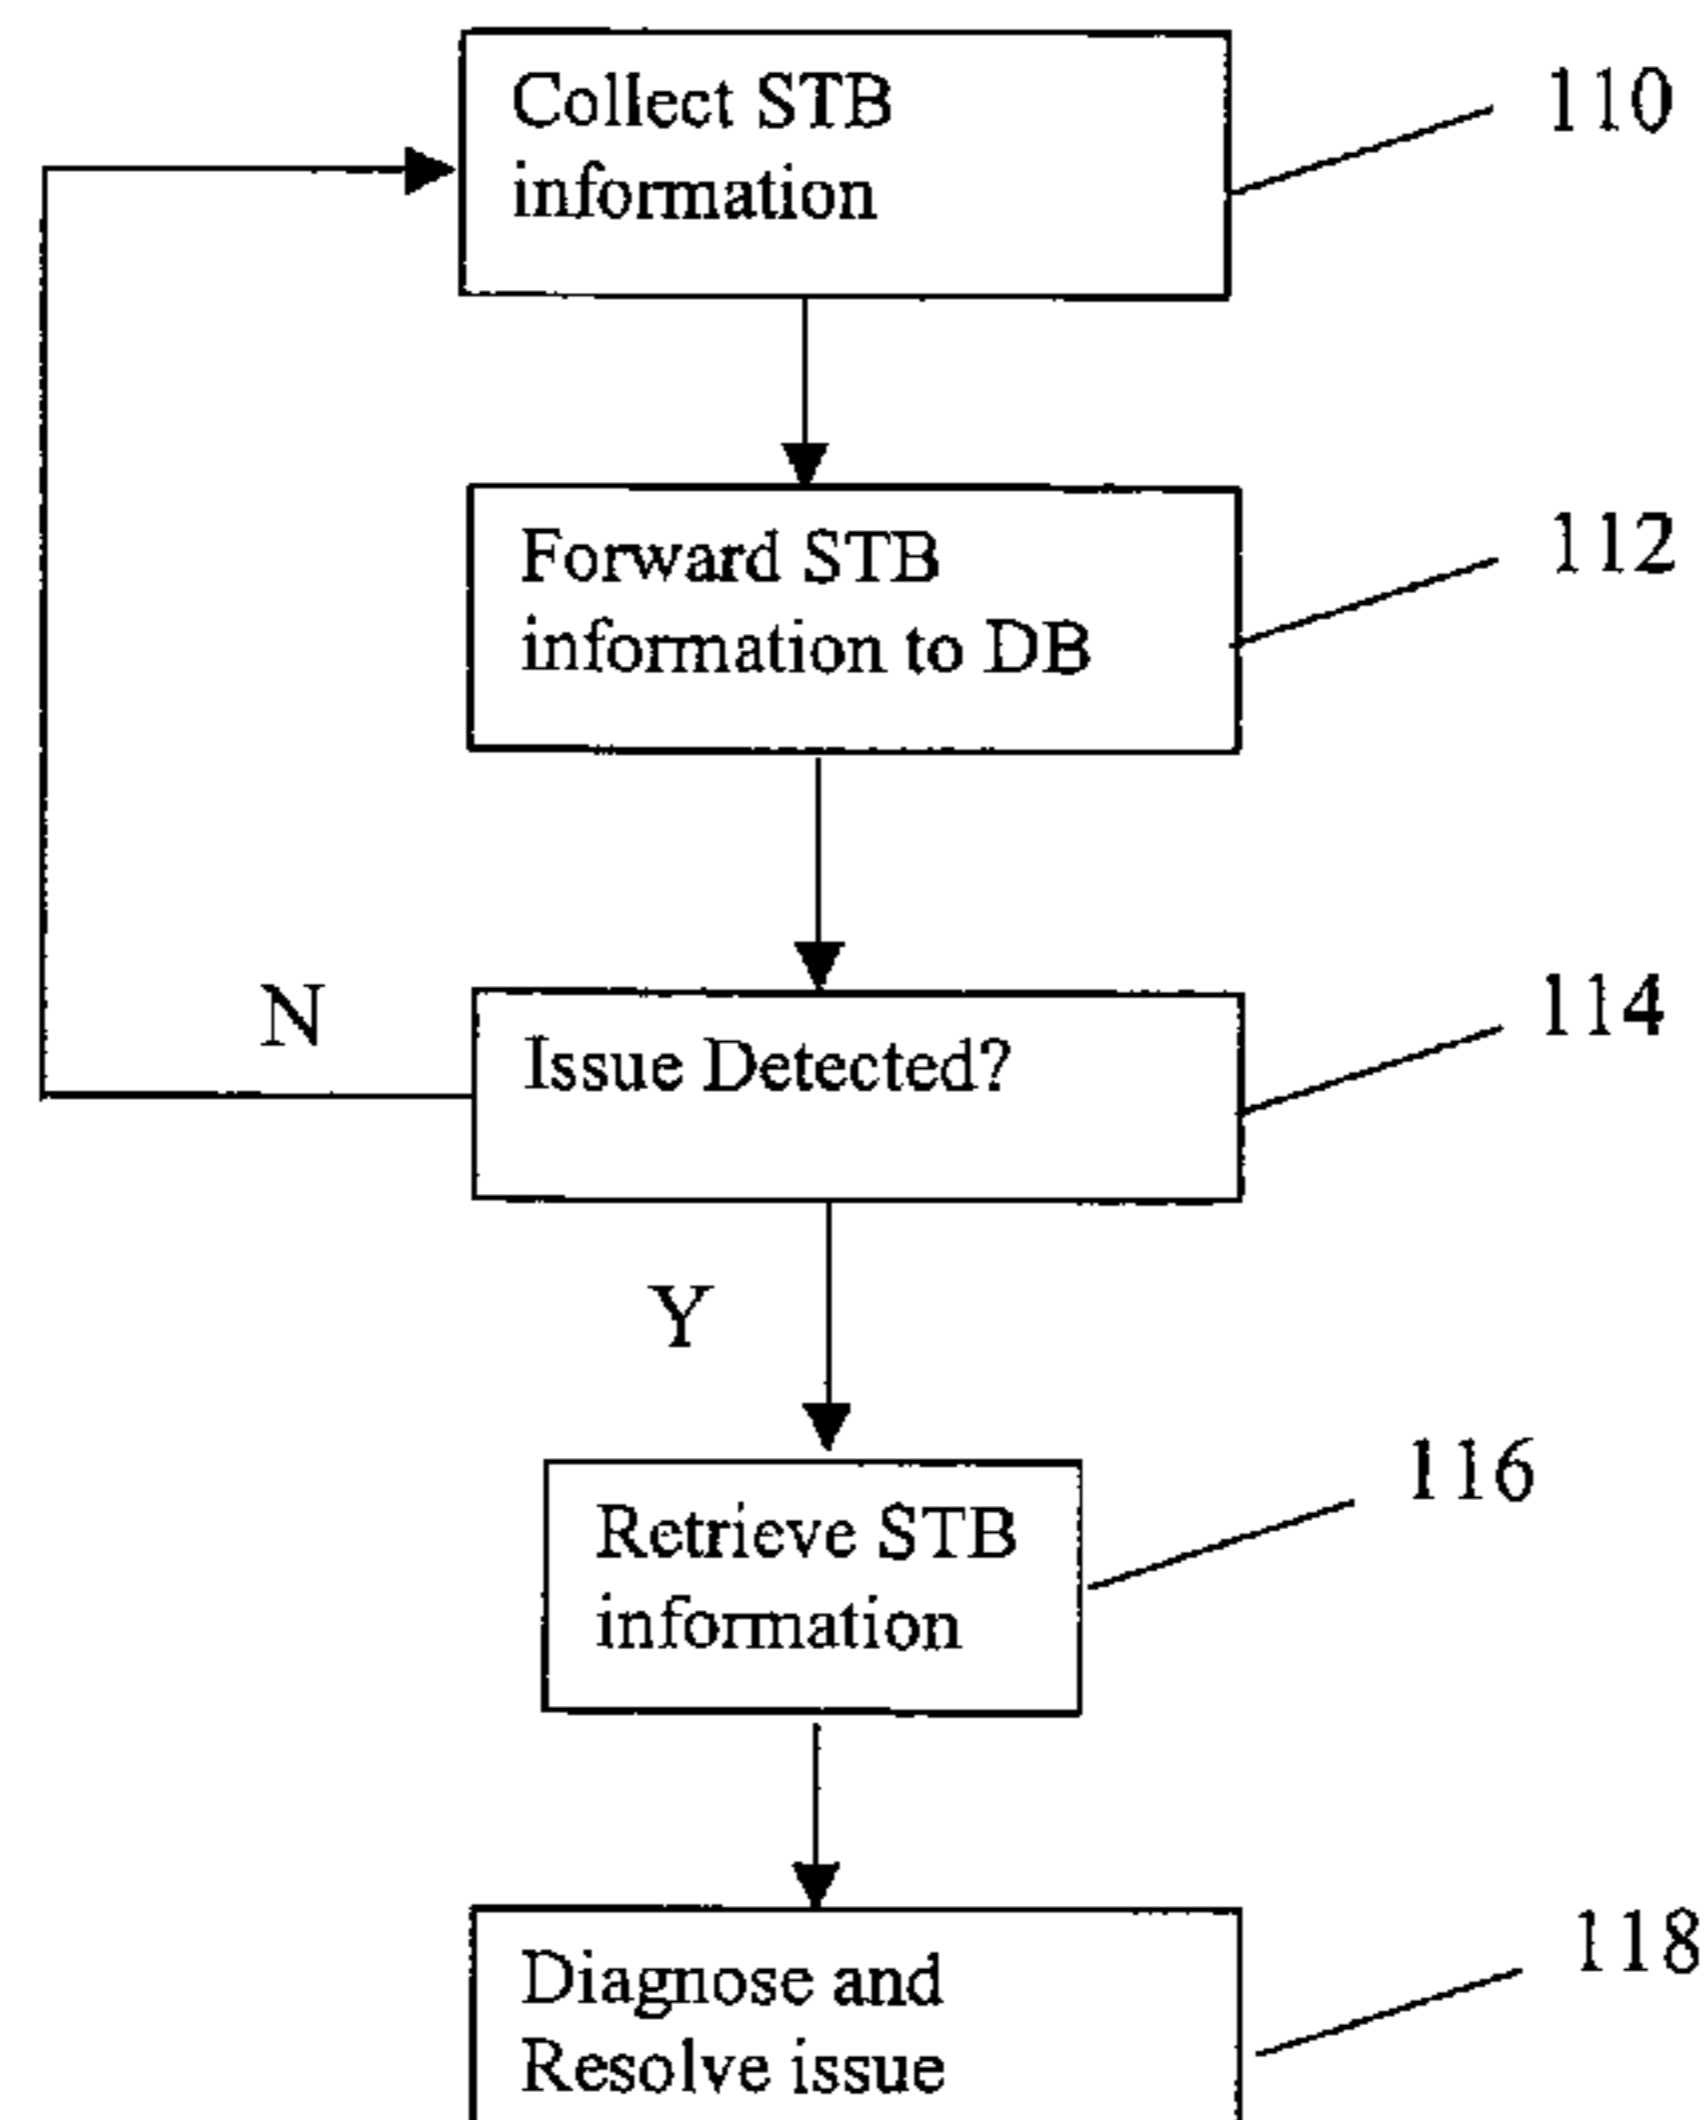 Collect STB
information
110
Forward STB
information to DB
112
N
Issue Detected?
114
Y
Retrieve STB
information
116
Diagnose and
Resolve issue
118